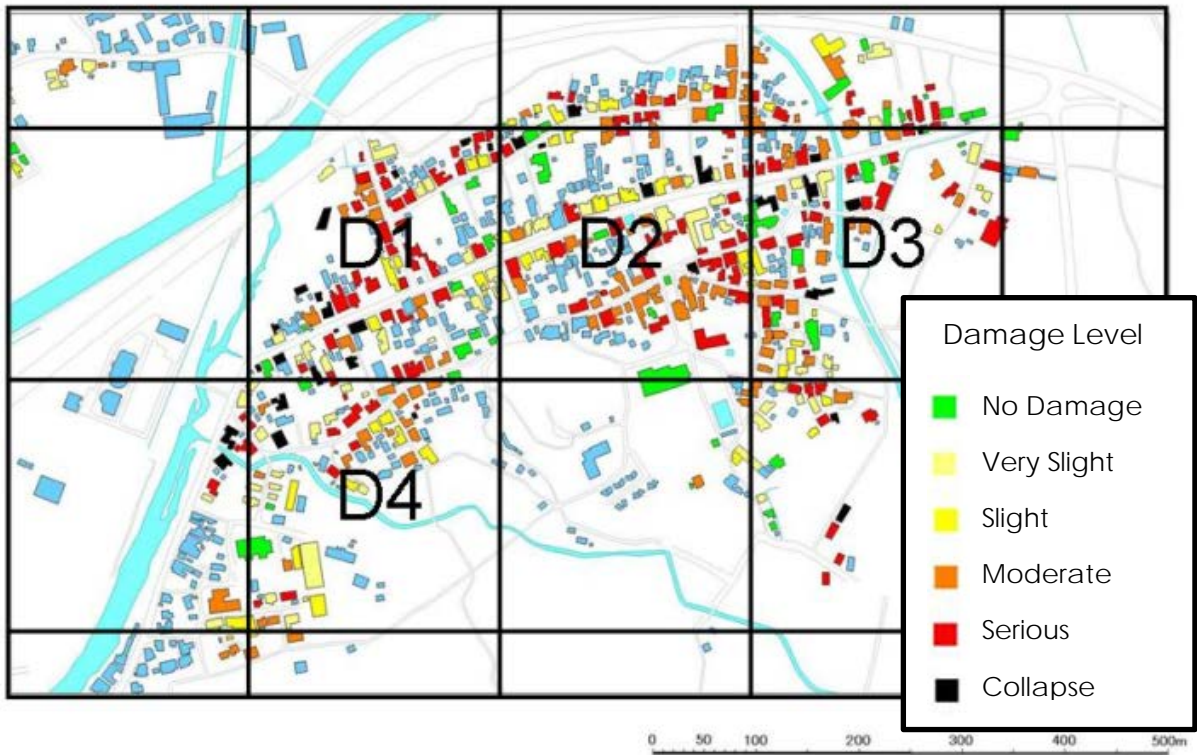 D1
D2
D3
D4
Damage Level
No Damage
Very Slight
Slight
Moderate
Serious
Collapse
0 50 100 200 300 400 500m